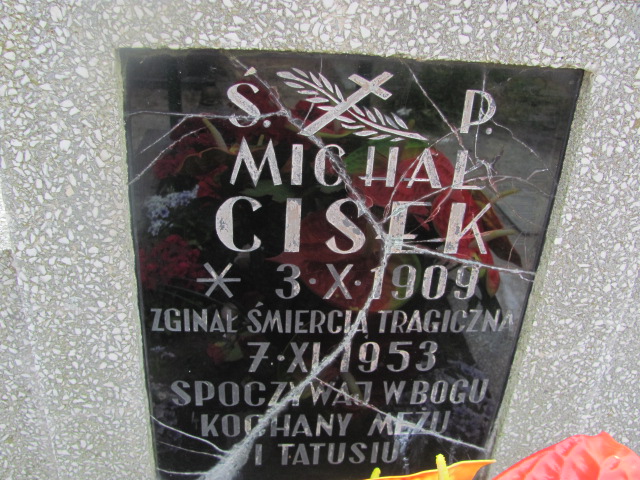 Ś. P.
MICHAŁ
CISEK
* 3·X·1909
ZGINĄŁ ŚMIERCIĄ TRAGICZNĄ
7·XI·1953
SPOCZYWAJ W BOGU
KOCHANY MĘŻU
I TATUSIU.